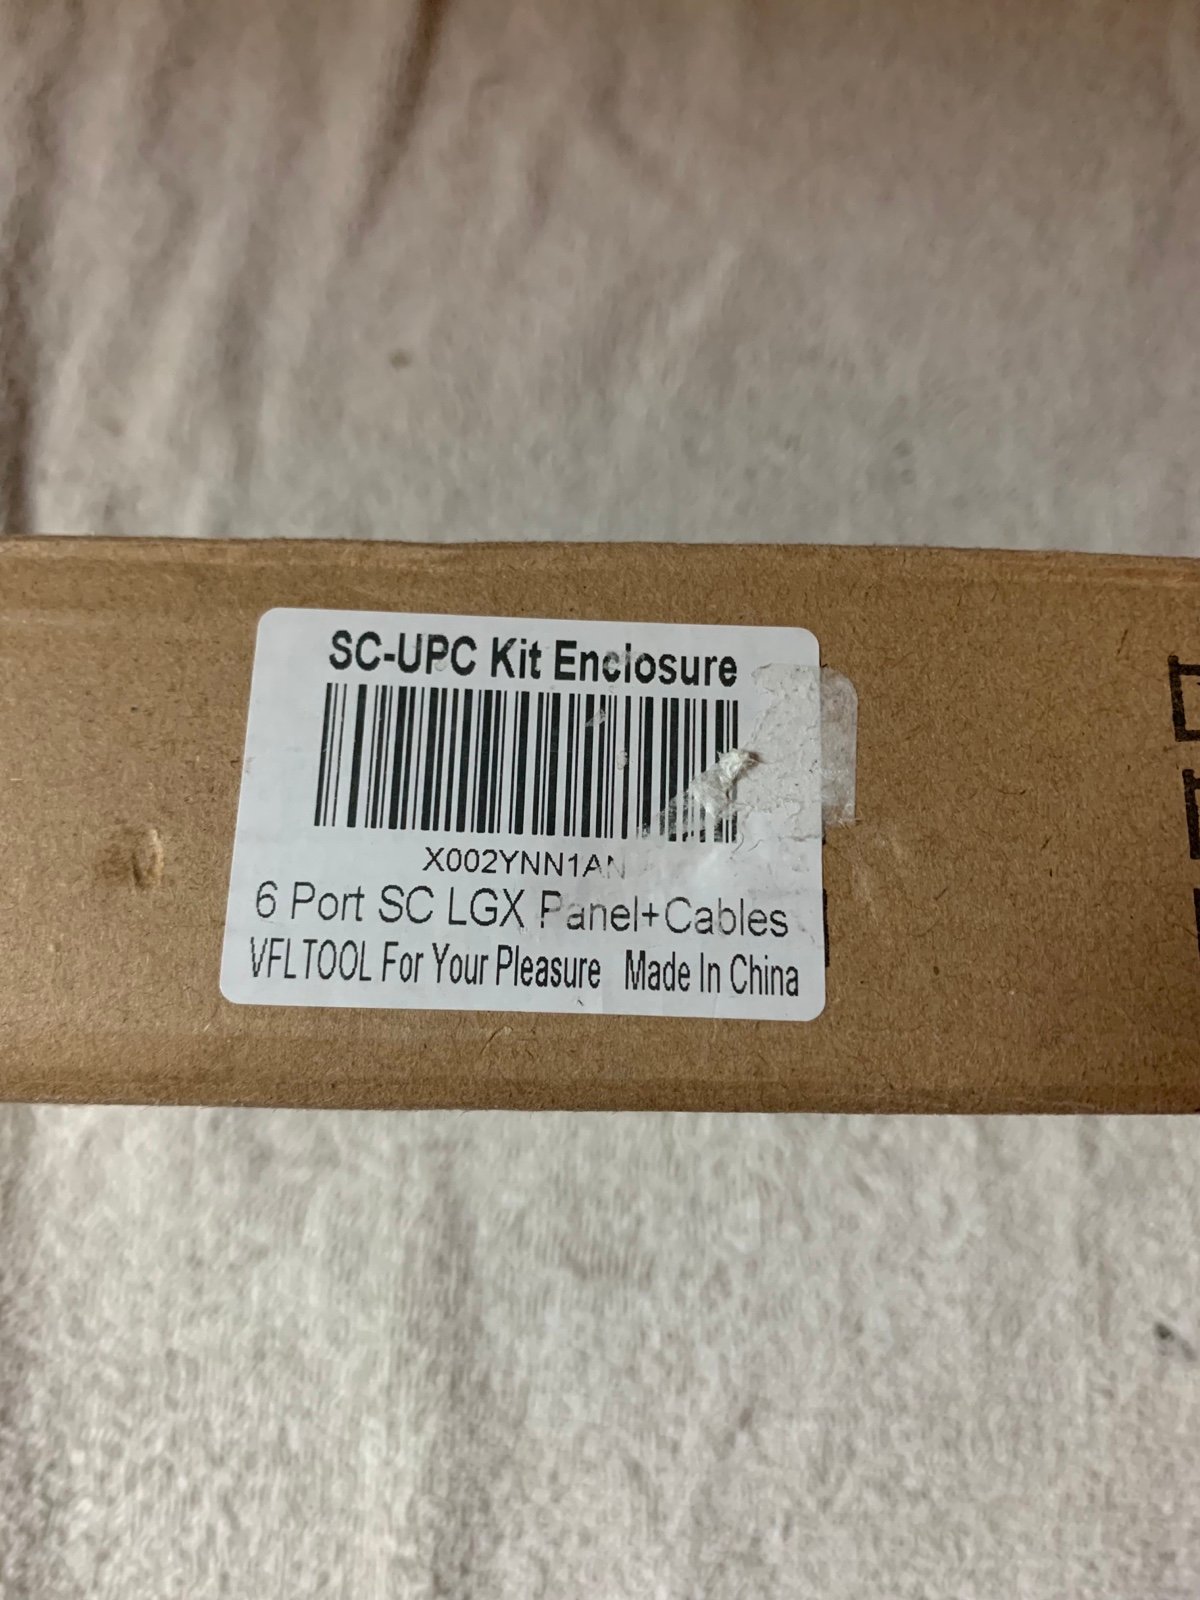 SC-UPC Kit Enclosure
X002YNN1AN
6 Port SC LGX Panel+Cables
VFLTOOL For Your Pleasure Made In China